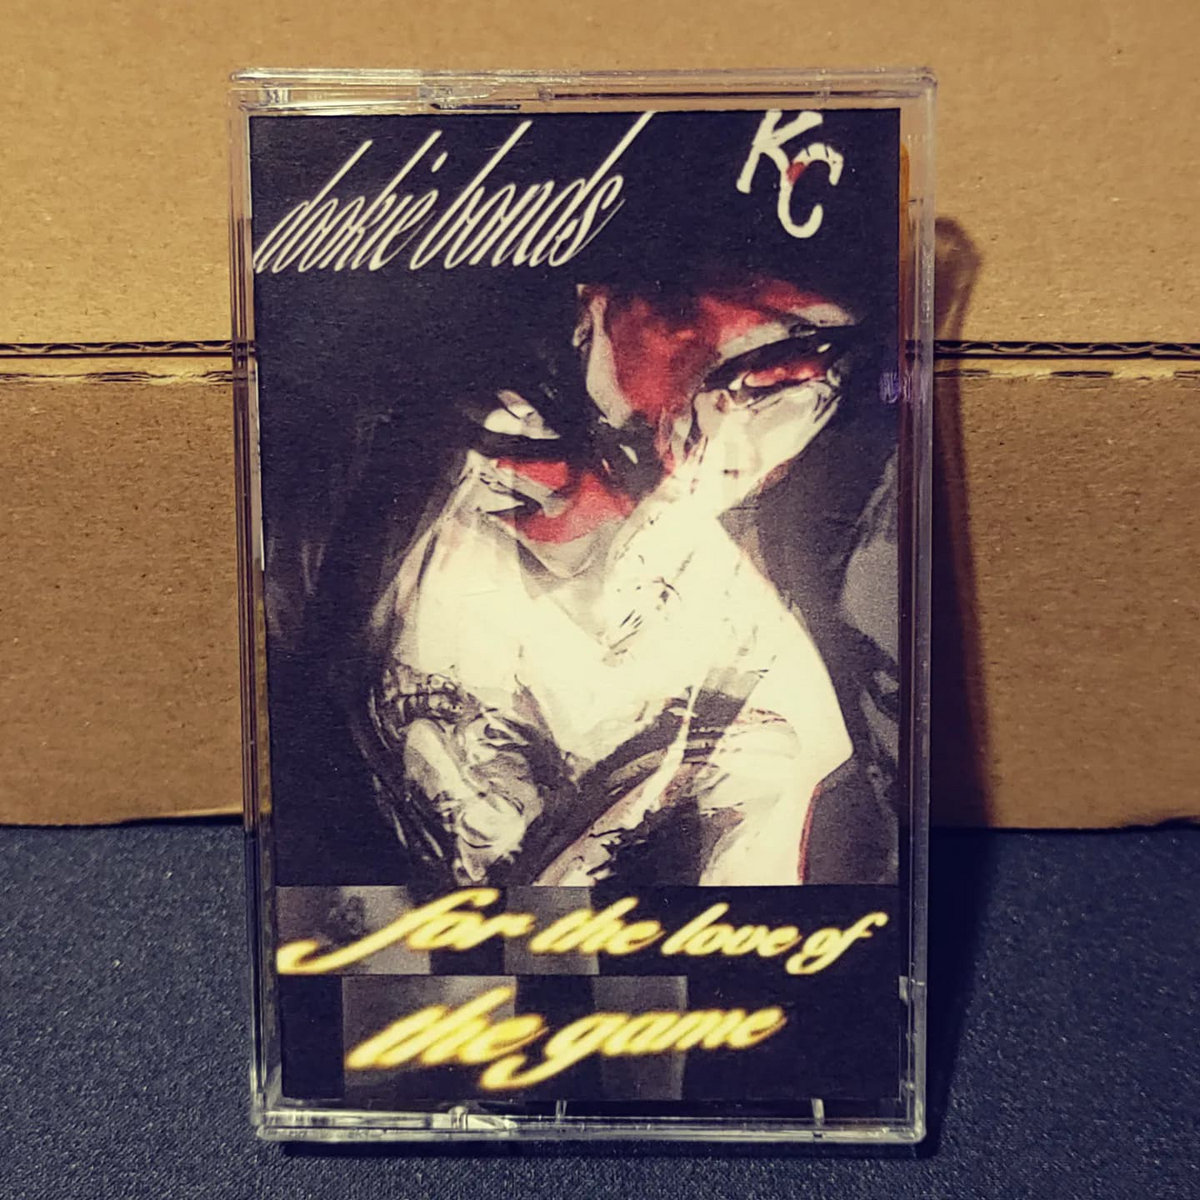 dookie bonds
KC
for the love of
the game